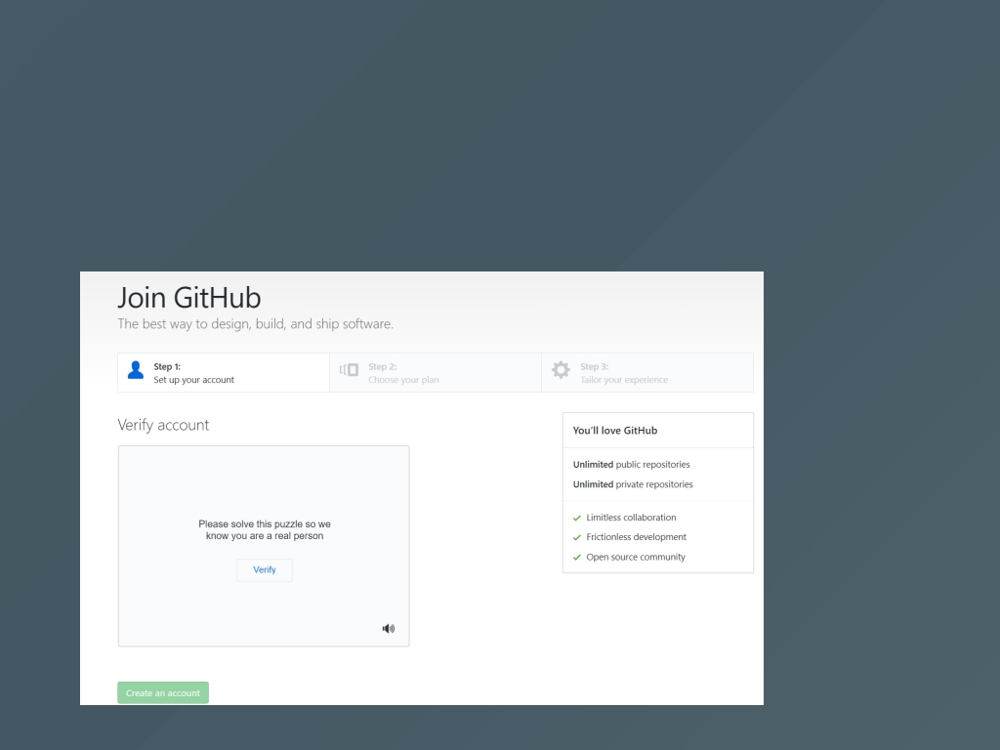 Join GitHub
The best way to design, build, and ship software.
Step 1:
Set up your account
Step 2:
Choose your plan
Step 3:
Tailor your experience
Verify account
Please solve this puzzle so we
know you are a real person
Verify
Create an account
You'll love GitHub
Unlimited public repositories
Unlimited private repositories
Limitless collaboration
Frictionless development
Open source community